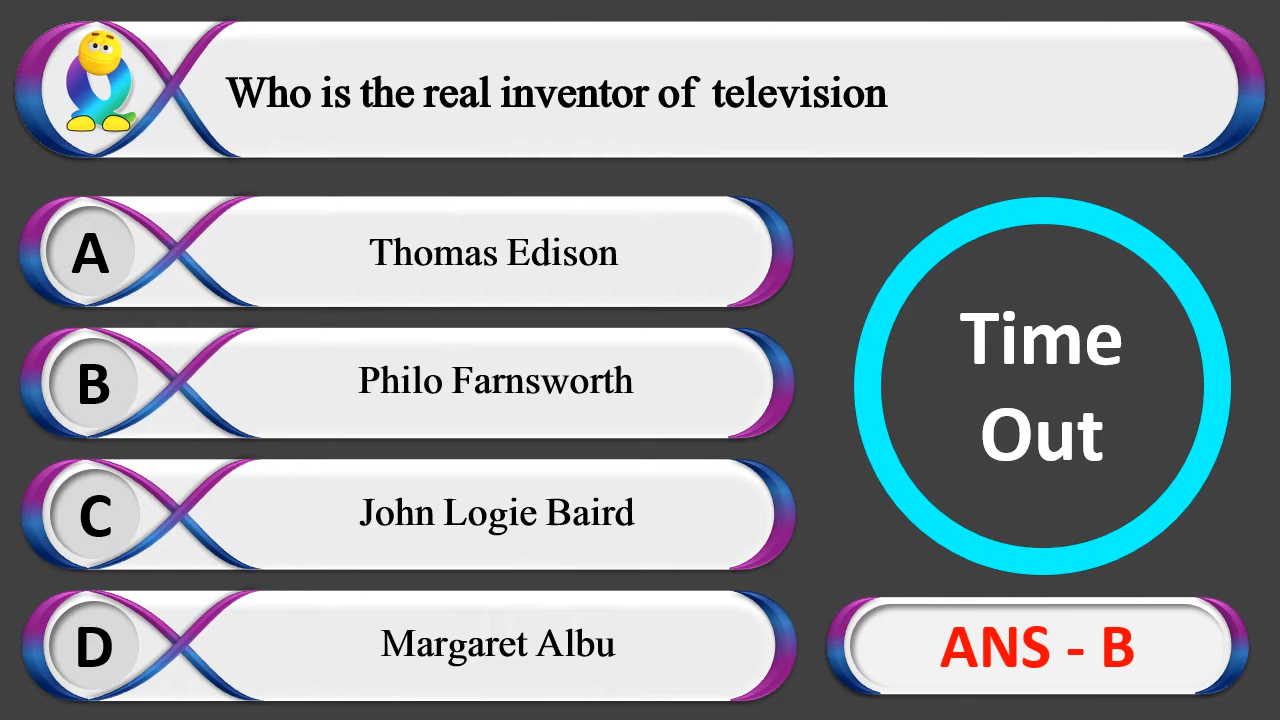 Who is the real inventor of television
A Thomas Edison
B Philo Farnsworth
C John Logie Baird
D Margaret Albu
Time
Out
ANS - B